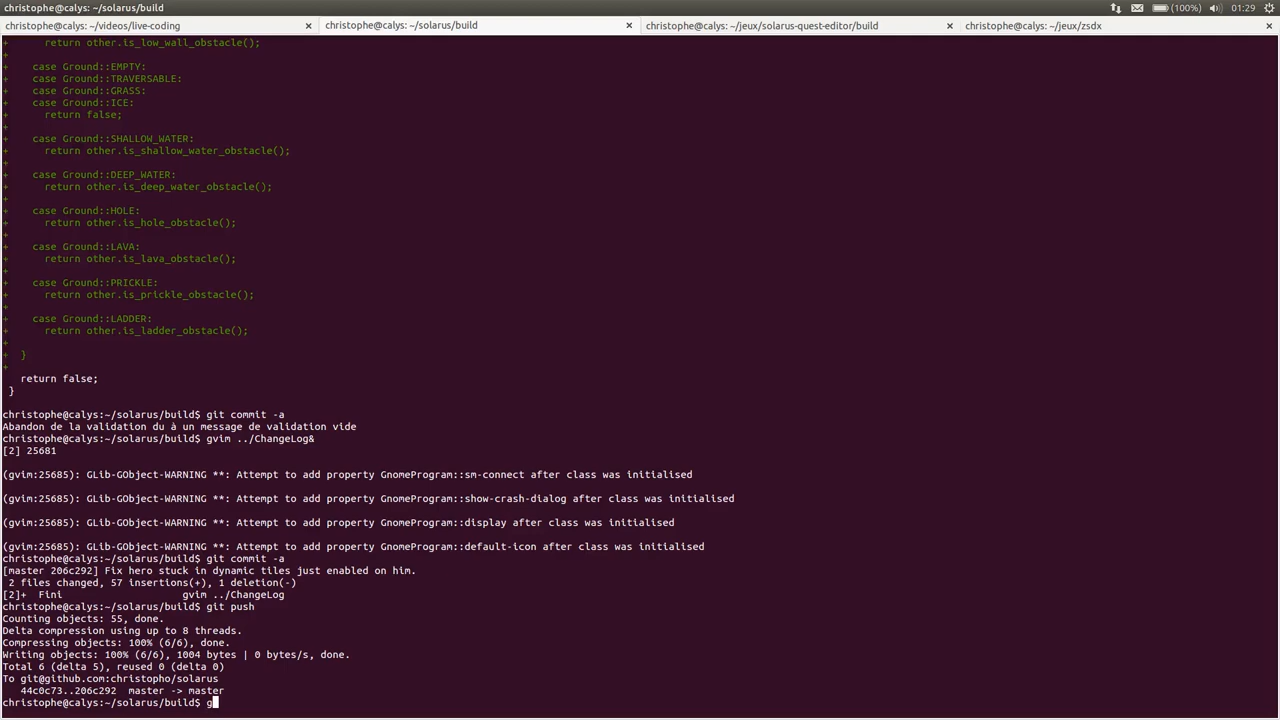 christophe@calys: ~/solarus/build
(100%) 01:29
christophe@calys: ~/videos/live-coding × christophe@calys: ~/solarus/build × christophe@calys: ~/jeux/solarus-quest-editor/build × christophe@calys: ~/jeux/zsdx ×
+      return other.is_low_wall_obstacle();
+
+    case Ground::EMPTY:
+    case Ground::TRAVERSABLE:
+    case Ground::GRASS:
+    case Ground::ICE:
+      return false;
+
+    case Ground::SHALLOW_WATER:
+      return other.is_shallow_water_obstacle();
+
+    case Ground::DEEP_WATER:
+      return other.is_deep_water_obstacle();
+
+    case Ground::HOLE:
+      return other.is_hole_obstacle();
+
+    case Ground::LAVA:
+      return other.is_lava_obstacle();
+
+    case Ground::PRICKLE:
+      return other.is_prickle_obstacle();
+
+    case Ground::LADDER:
+      return other.is_ladder_obstacle();
+
+  }
+
   return false;
 }
christophe@calys:~/solarus/build$ git commit -a
Abandon de la validation du à un message de validation vide
christophe@calys:~/solarus/build$ gvim ../ChangeLog&
[2] 25681
(gvim:25685): GLib-GObject-WARNING **: Attempt to add property GnomeProgram::sm-connect after class was initialised
(gvim:25685): GLib-GObject-WARNING **: Attempt to add property GnomeProgram::show-crash-dialog after class was initialised
(gvim:25685): GLib-GObject-WARNING **: Attempt to add property GnomeProgram::display after class was initialised
(gvim:25685): GLib-GObject-WARNING **: Attempt to add property GnomeProgram::default-icon after class was initialised
christophe@calys:~/solarus/build$ git commit -a
[master 206c292] Fix hero stuck in dynamic tiles just enabled on him.
 2 files changed, 57 insertions(+), 1 deletion(-)
[2]+  Fini                    gvim ../ChangeLog
christophe@calys:~/solarus/build$ git push
Counting objects: 55, done.
Delta compression using up to 8 threads.
Compressing objects: 100% (6/6), done.
Writing objects: 100% (6/6), 1004 bytes | 0 bytes/s, done.
Total 6 (delta 5), reused 0 (delta 0)
To git@github.com:christopho/solarus
   44c0c73..206c292  master -> master
christophe@calys:~/solarus/build$ g